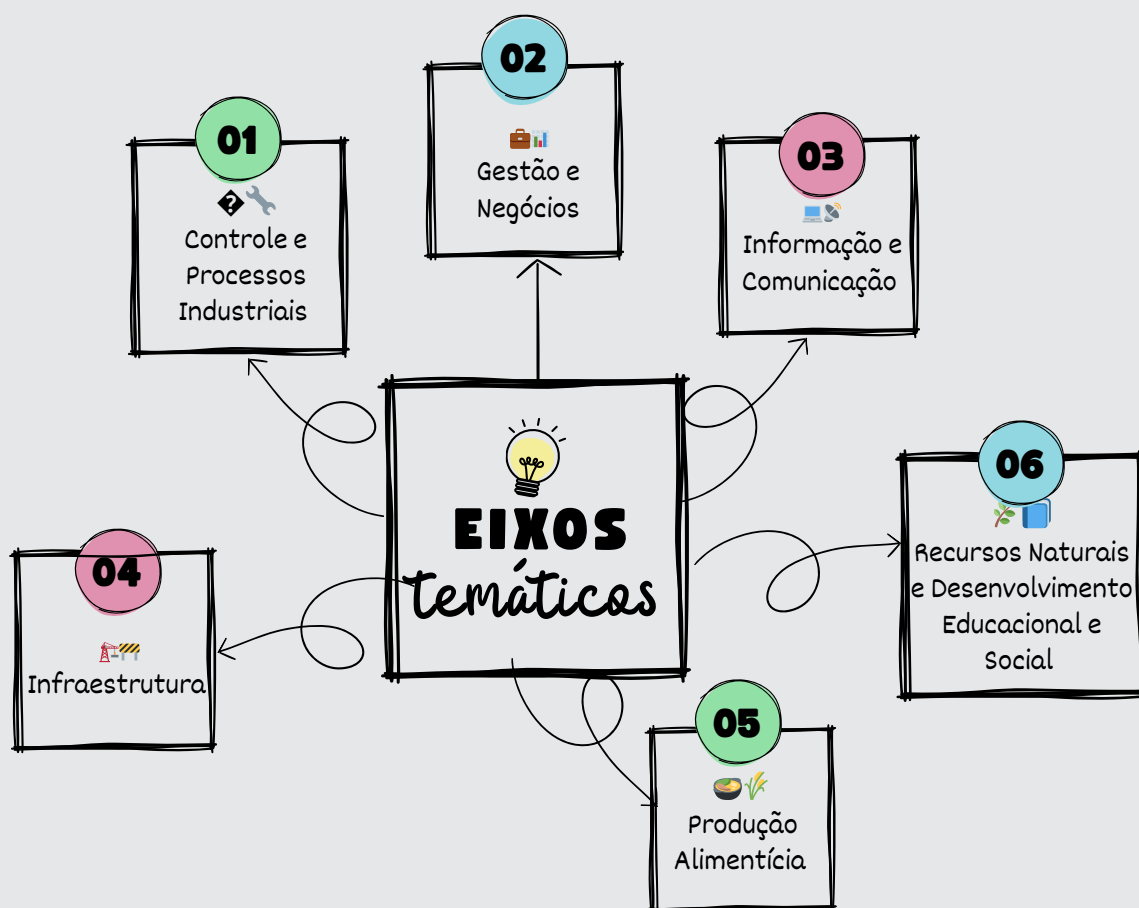 01
Controle e
Processos
Industriais
02
Gestão e
Negócios
03
Informação e
Comunicação
EIXOS
temáticos
04
Infraestrutura
05
Produção
Alimentícia
06
Recursos Naturais
e Desenvolvimento
Educacional e
Social